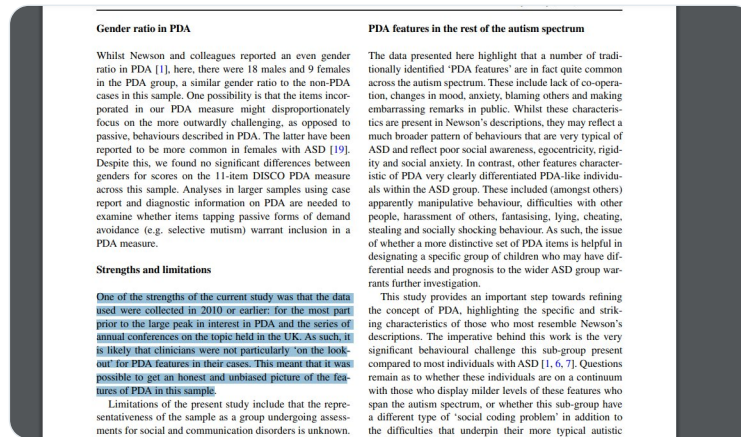 Gender ratio in PDA
Whilst Newson and colleagues reported an even gender
ratio in PDA [1], here, there were 18 males and 9 females
in the PDA group, a similar gender ratio to the non-PDA
cases in this sample. One possibility is that the items incor-
porated in our PDA measure might disproportionately
focus on the more outwardly challenging, as opposed to
passive, behaviours described in PDA. The latter have been
reported to be more common in females with ASD [19].
Despite this, we found no significant differences between
genders for scores on the 11-item DISCO PDA measure
across this sample. Analyses in larger samples using case
report and diagnostic information on PDA are needed to
examine whether items tapping passive forms of demand
avoidance (e.g. selective mutism) warrant inclusion in a
PDA measure.
Strengths and limitations
One of the strengths of the current study was that the data
used were collected in 2010 or earlier: for the most part
prior to the large peak in interest in PDA and the series of
annual conferences on the topic held in the UK. As such, it
is likely that clinicians were not particularly ‘on the look-
out’ for PDA features in their cases. This meant that it was
possible to get an honest and unbiased picture of the fea-
tures of PDA in this sample.
Limitations of the present study include that the repre-
sentativeness of the sample as a group undergoing assess-
ments for social and communication disorders is unknown.
PDA features in the rest of the autism spectrum
The data presented here highlight that a number of tradi-
tionally identified ‘PDA features’ are in fact quite common
across the autism spectrum. These include lack of co-opera-
tion, changes in mood, anxiety, blaming others and making
embarrassing remarks in public. Whilst these characteris-
tics are present in Newson’s descriptions, they may reflect a
much broader pattern of behaviours that are very typical of
ASD and reflect poor social awareness, egocentricity, rigid-
ity and social anxiety. In contrast, other features character-
istic of PDA very clearly differentiated PDA-like individu-
als within the ASD group. These included (amongst others)
apparently manipulative behaviour, difficulties with other
people, harassment of others, fantasising, lying, cheating,
stealing and socially shocking behaviour. As such, the issue
of whether a more distinctive set of PDA items is helpful in
designating a specific group of children who may have dif-
ferential needs and prognosis to the wider ASD group war-
rants further investigation.
This study provides an important step towards refining
the concept of PDA, highlighting the specific and strik-
ing characteristics of those who most resemble Newson’s
descriptions. The imperative behind this work is the very
significant behavioural challenge this sub-group present
compared to most individuals with ASD [1, 6, 7]. Questions
remain as to whether these individuals are on a continuum
with those who display milder levels of these features who
span the autism spectrum, or whether this sub-group have
a different type of ‘social coding problem’ in addition to
the difficulties that underpin their more typical autistic